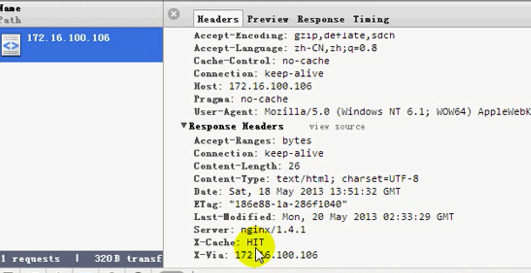 Name
Path
172.16.100.106
Headers Preview Response Timing
Accept-Encoding: gzip,deflate,sdch
Accept-Language: zh-CN,zh;q=0.8
Cache-Control: no-cache
Connection: keep-alive
Host: 172.16.100.106
Pragma: no-cache
User-Agent: Mozilla/5.0 (Windows NT 6.1; WOW64) AppleWebK
▼Response Headers view source
Accept-Ranges: bytes
Connection: keep-alive
Content-Length: 26
Content-Type: text/html; charset=UTF-8
Date: Sat, 18 May 2013 13:51:32 GMT
ETag: "186e88-1a-286f1040"
Last-Modified: Mon, 20 May 2013 02:33:29 GMT
Server: nginx/1.4.1
X-Cache: HIT
X-Via: 172.16.100.106
1 requests | 320B transf